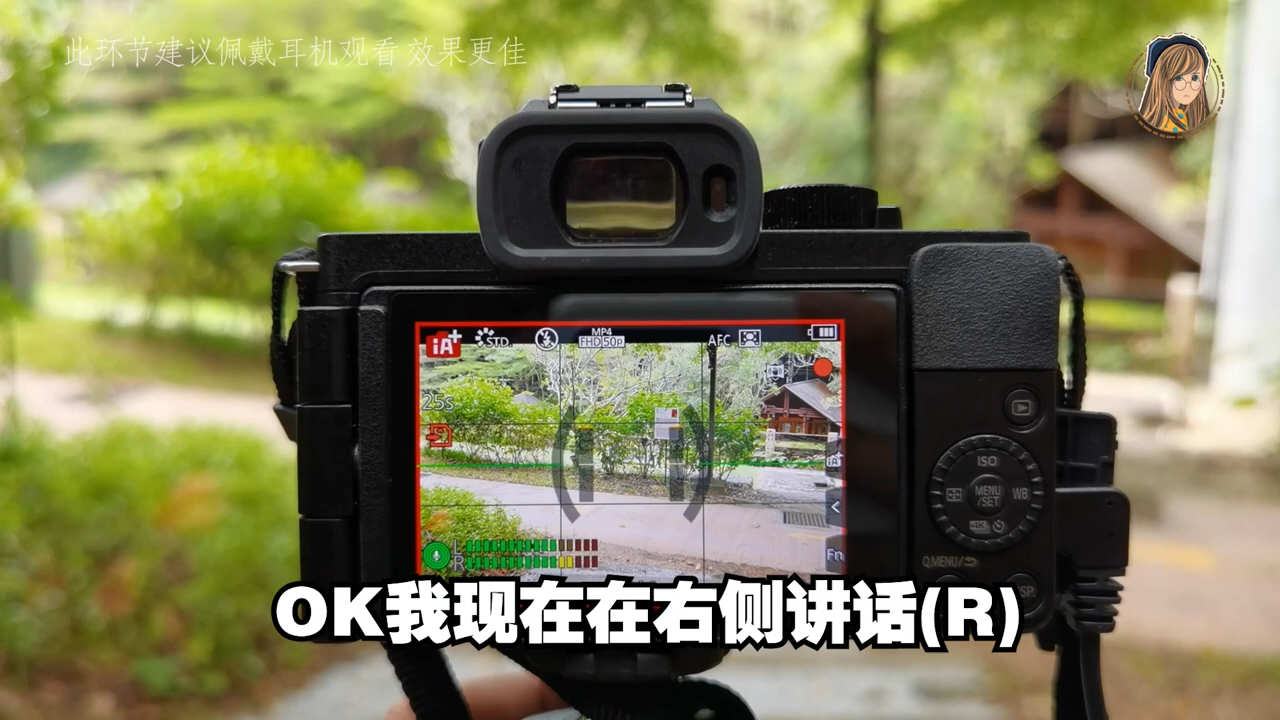 此环节建议佩戴耳机观看 效果更佳
iA+ STD. MP4 FHD 50p AFC
25s
iA+
<
Fn
L
R
ISO
MENU /SET
WB
4K
Q.MENU/
OK我现在在右侧讲话(R)